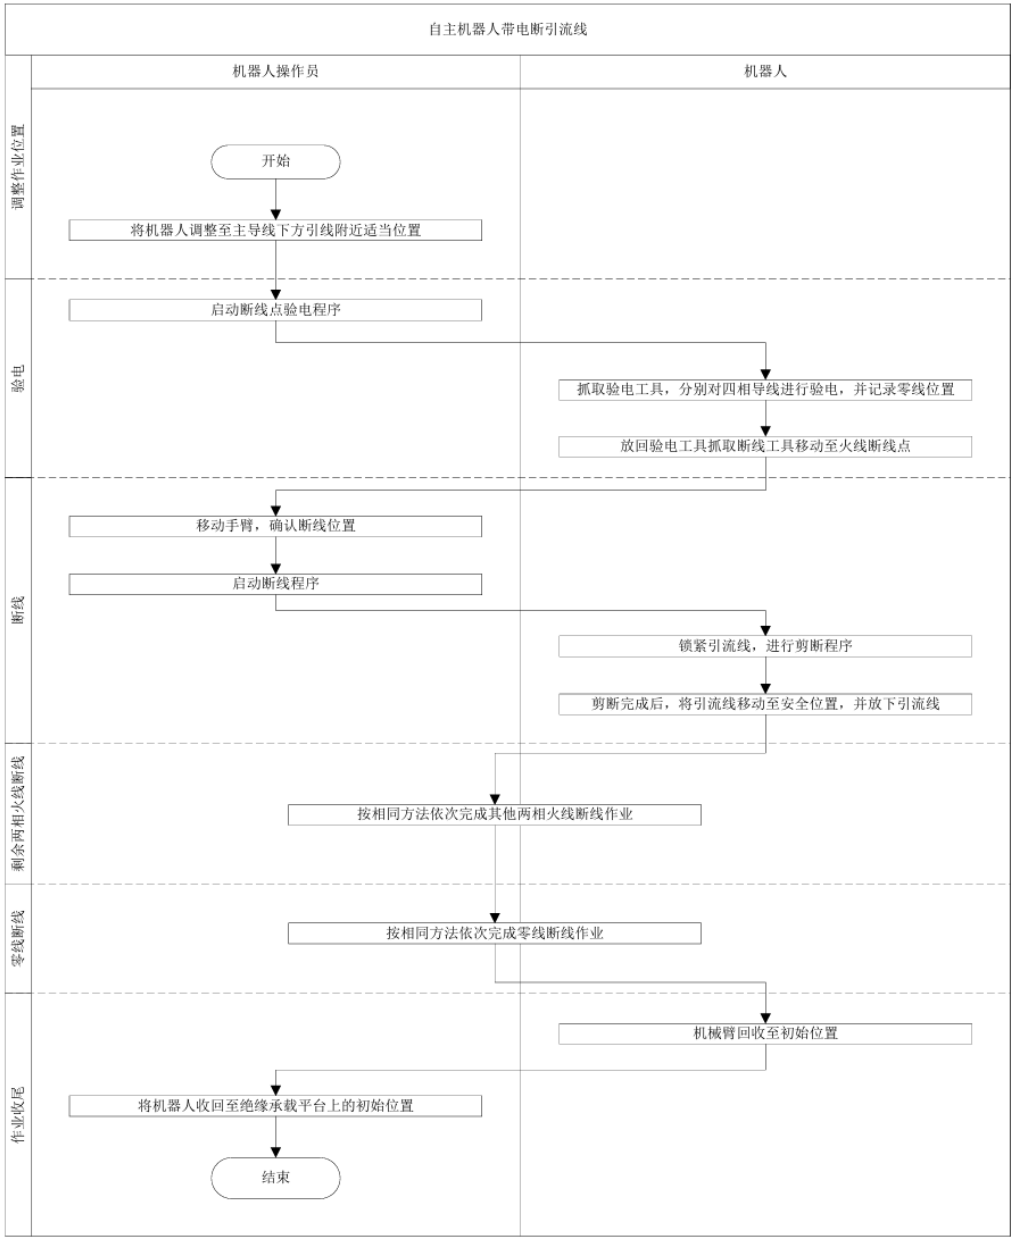 自主机器人带电断引流线
机器人操作员
机器人
调整作业位置
开始
将机器人调整至主导线下方引线附近适当位置
验电
启动断线点验电程序
抓取验电工具，分别对四相导线进行验电，并记录零线位置
放回验电工具抓取断线工具移动至火线断线点
断线
移动手臂，确认断线位置
启动断线程序
锁紧引流线，进行剪断程序
剪断完成后，将引流线移动至安全位置，并放下引流线
剩余两相火线断线
按相同方法依次完成其他两相火线断线作业
零线断线
按相同方法依次完成零线断线作业
作业收尾
机械臂回收至初始位置
将机器人收回至绝缘承载平台上的初始位置
结束